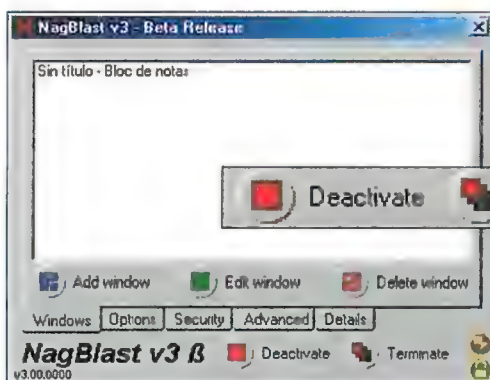 NagBlast v3 - Beta Release
Sin título - Bloc de notas
Deactivate
Add window
Edit window
Delete window
Windows Options Security Advanced Details
NagBlast v3 ß
Deactivate
Terminate
v3.00.0000